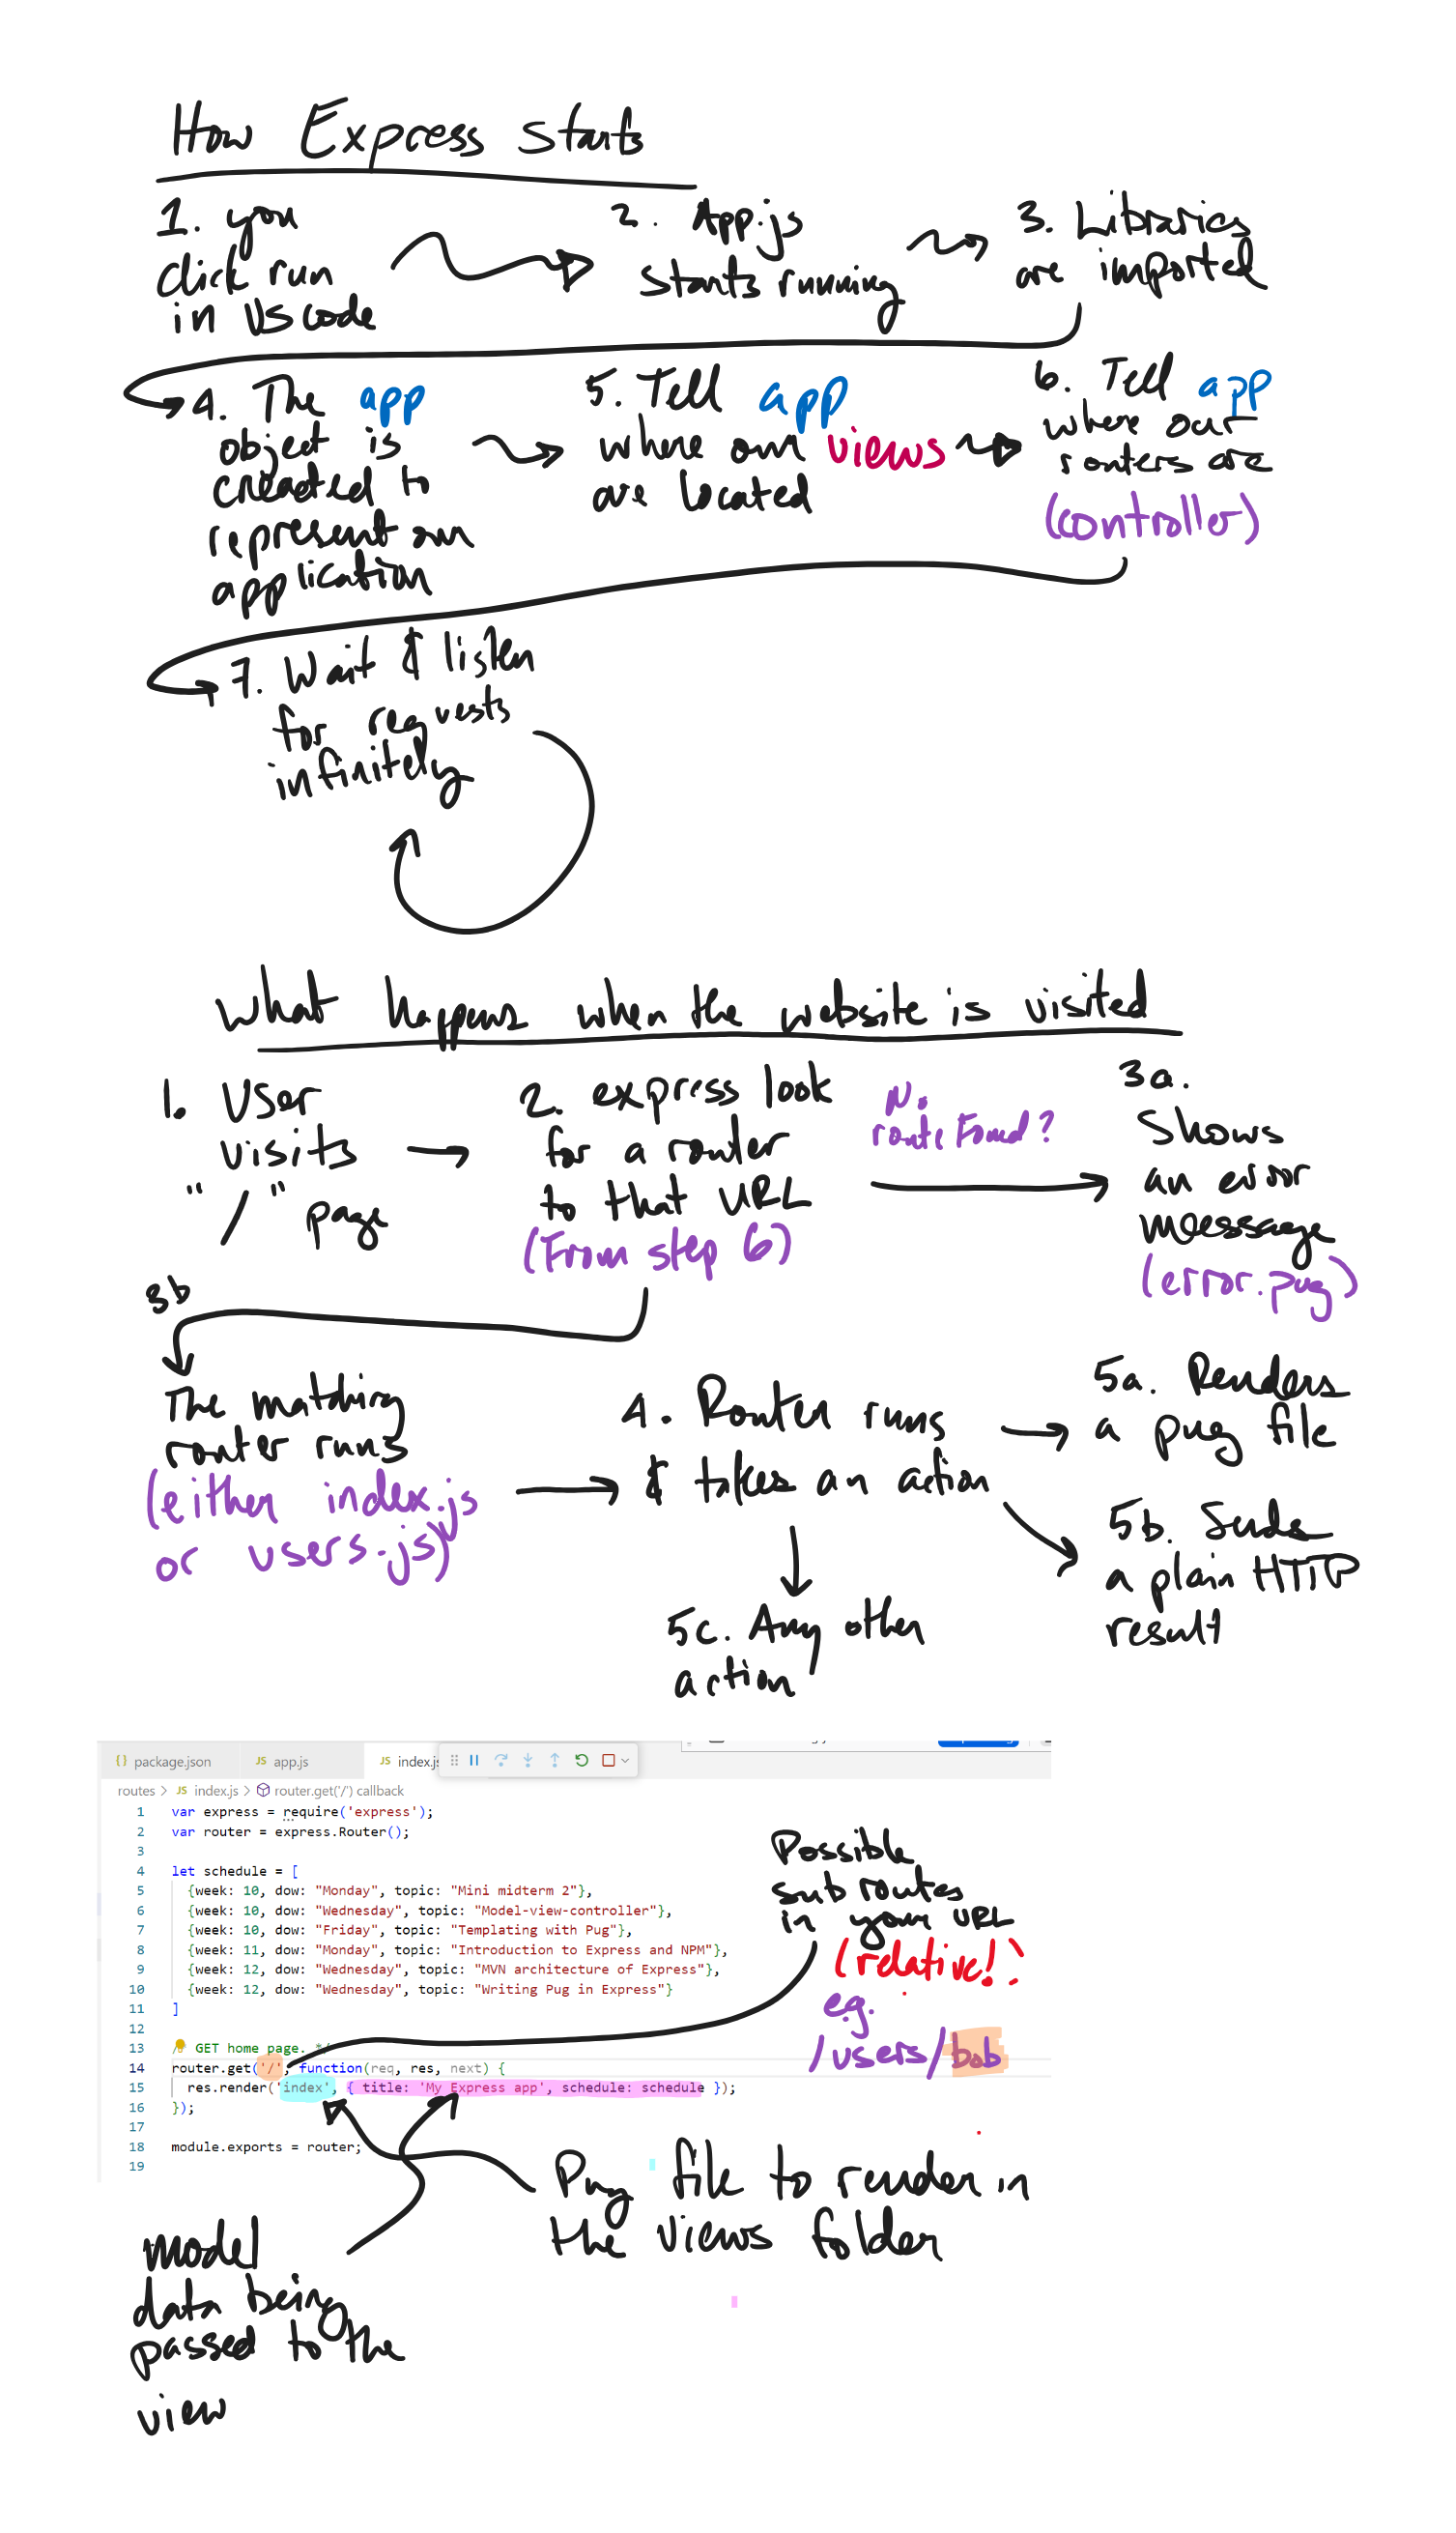 How Express starts
1. you
click run
in VS code
2. App.js
starts running
3. Libraries
are imported
4. The app
object is
created to
represent our
application
5. Tell app
where our views
are located
6. Tell app
where our
routers are
(controller)
7. Wait & listen
for requests
infinitely
What happens when the website is visited
1. User
visits
"/" page
2. express look
for a router
to that URL
(From step 6)
No
route found?
3a.
Shows
an error
message
(error.pug)
3b
The matching
router runs
(either index.js
or users.js)
4. Router runs
& takes an action
5a. Renders
a pug file
5b. Sends
a plain HTTP
result
5c. Any other
action
{} package.json
JS app.js
JS index.js
routes > JS index.js > router.get('/') callback
1 var express = require('express');
2 var router = express.Router();
3
4 let schedule = [
5 {week: 10, dow: "Monday", topic: "Mini midterm 2"},
6 {week: 10, dow: "Wednesday", topic: "Model-view-controller"},
7 {week: 10, dow: "Friday", topic: "Templating with Pug"},
8 {week: 11, dow: "Monday", topic: "Introduction to Express and NPM"},
9 {week: 12, dow: "Wednesday", topic: "MVN architecture of Express"},
10 {week: 12, dow: "Wednesday", topic: "Writing Pug in Express"}
11 ]
12
13 /* GET home page. */
14 router.get('/', function(req, res, next) {
15 res.render('index', { title: 'My Express app', schedule: schedule });
16 });
17
18 module.exports = router;
19
Possible
sub routes
in your URL
(relative!)
eg.
/users/bob
Pug file to render in
the views folder
model
data being
passed to the
view